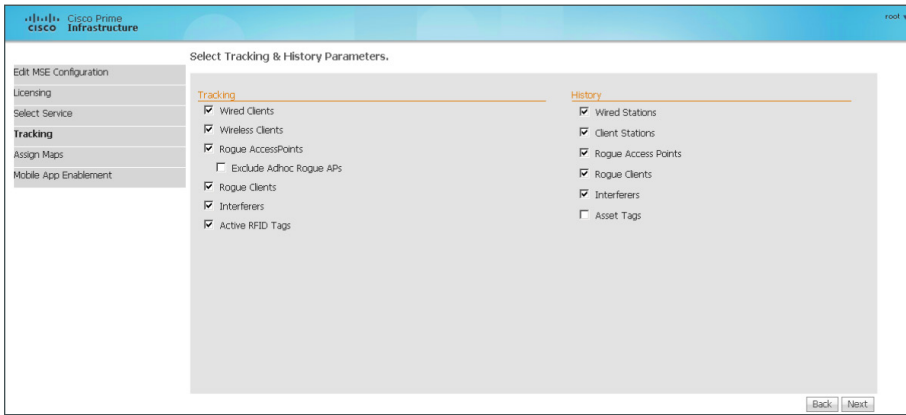 Cisco Prime
CISCO Infrastructure
root
Select Tracking & History Parameters.
Edit MSE Configuration
Licensing
Select Service
Tracking
Assign Maps
Mobile App Enablement
Tracking
Wired Clients
Wireless Clients
Rogue AccessPoints
Exclude Adhoc Rogue APs
Rogue Clients
Interferers
Active RFID Tags
History
Wired Stations
Client Stations
Rogue Access Points
Rogue Clients
Interferers
Asset Tags
Back Next